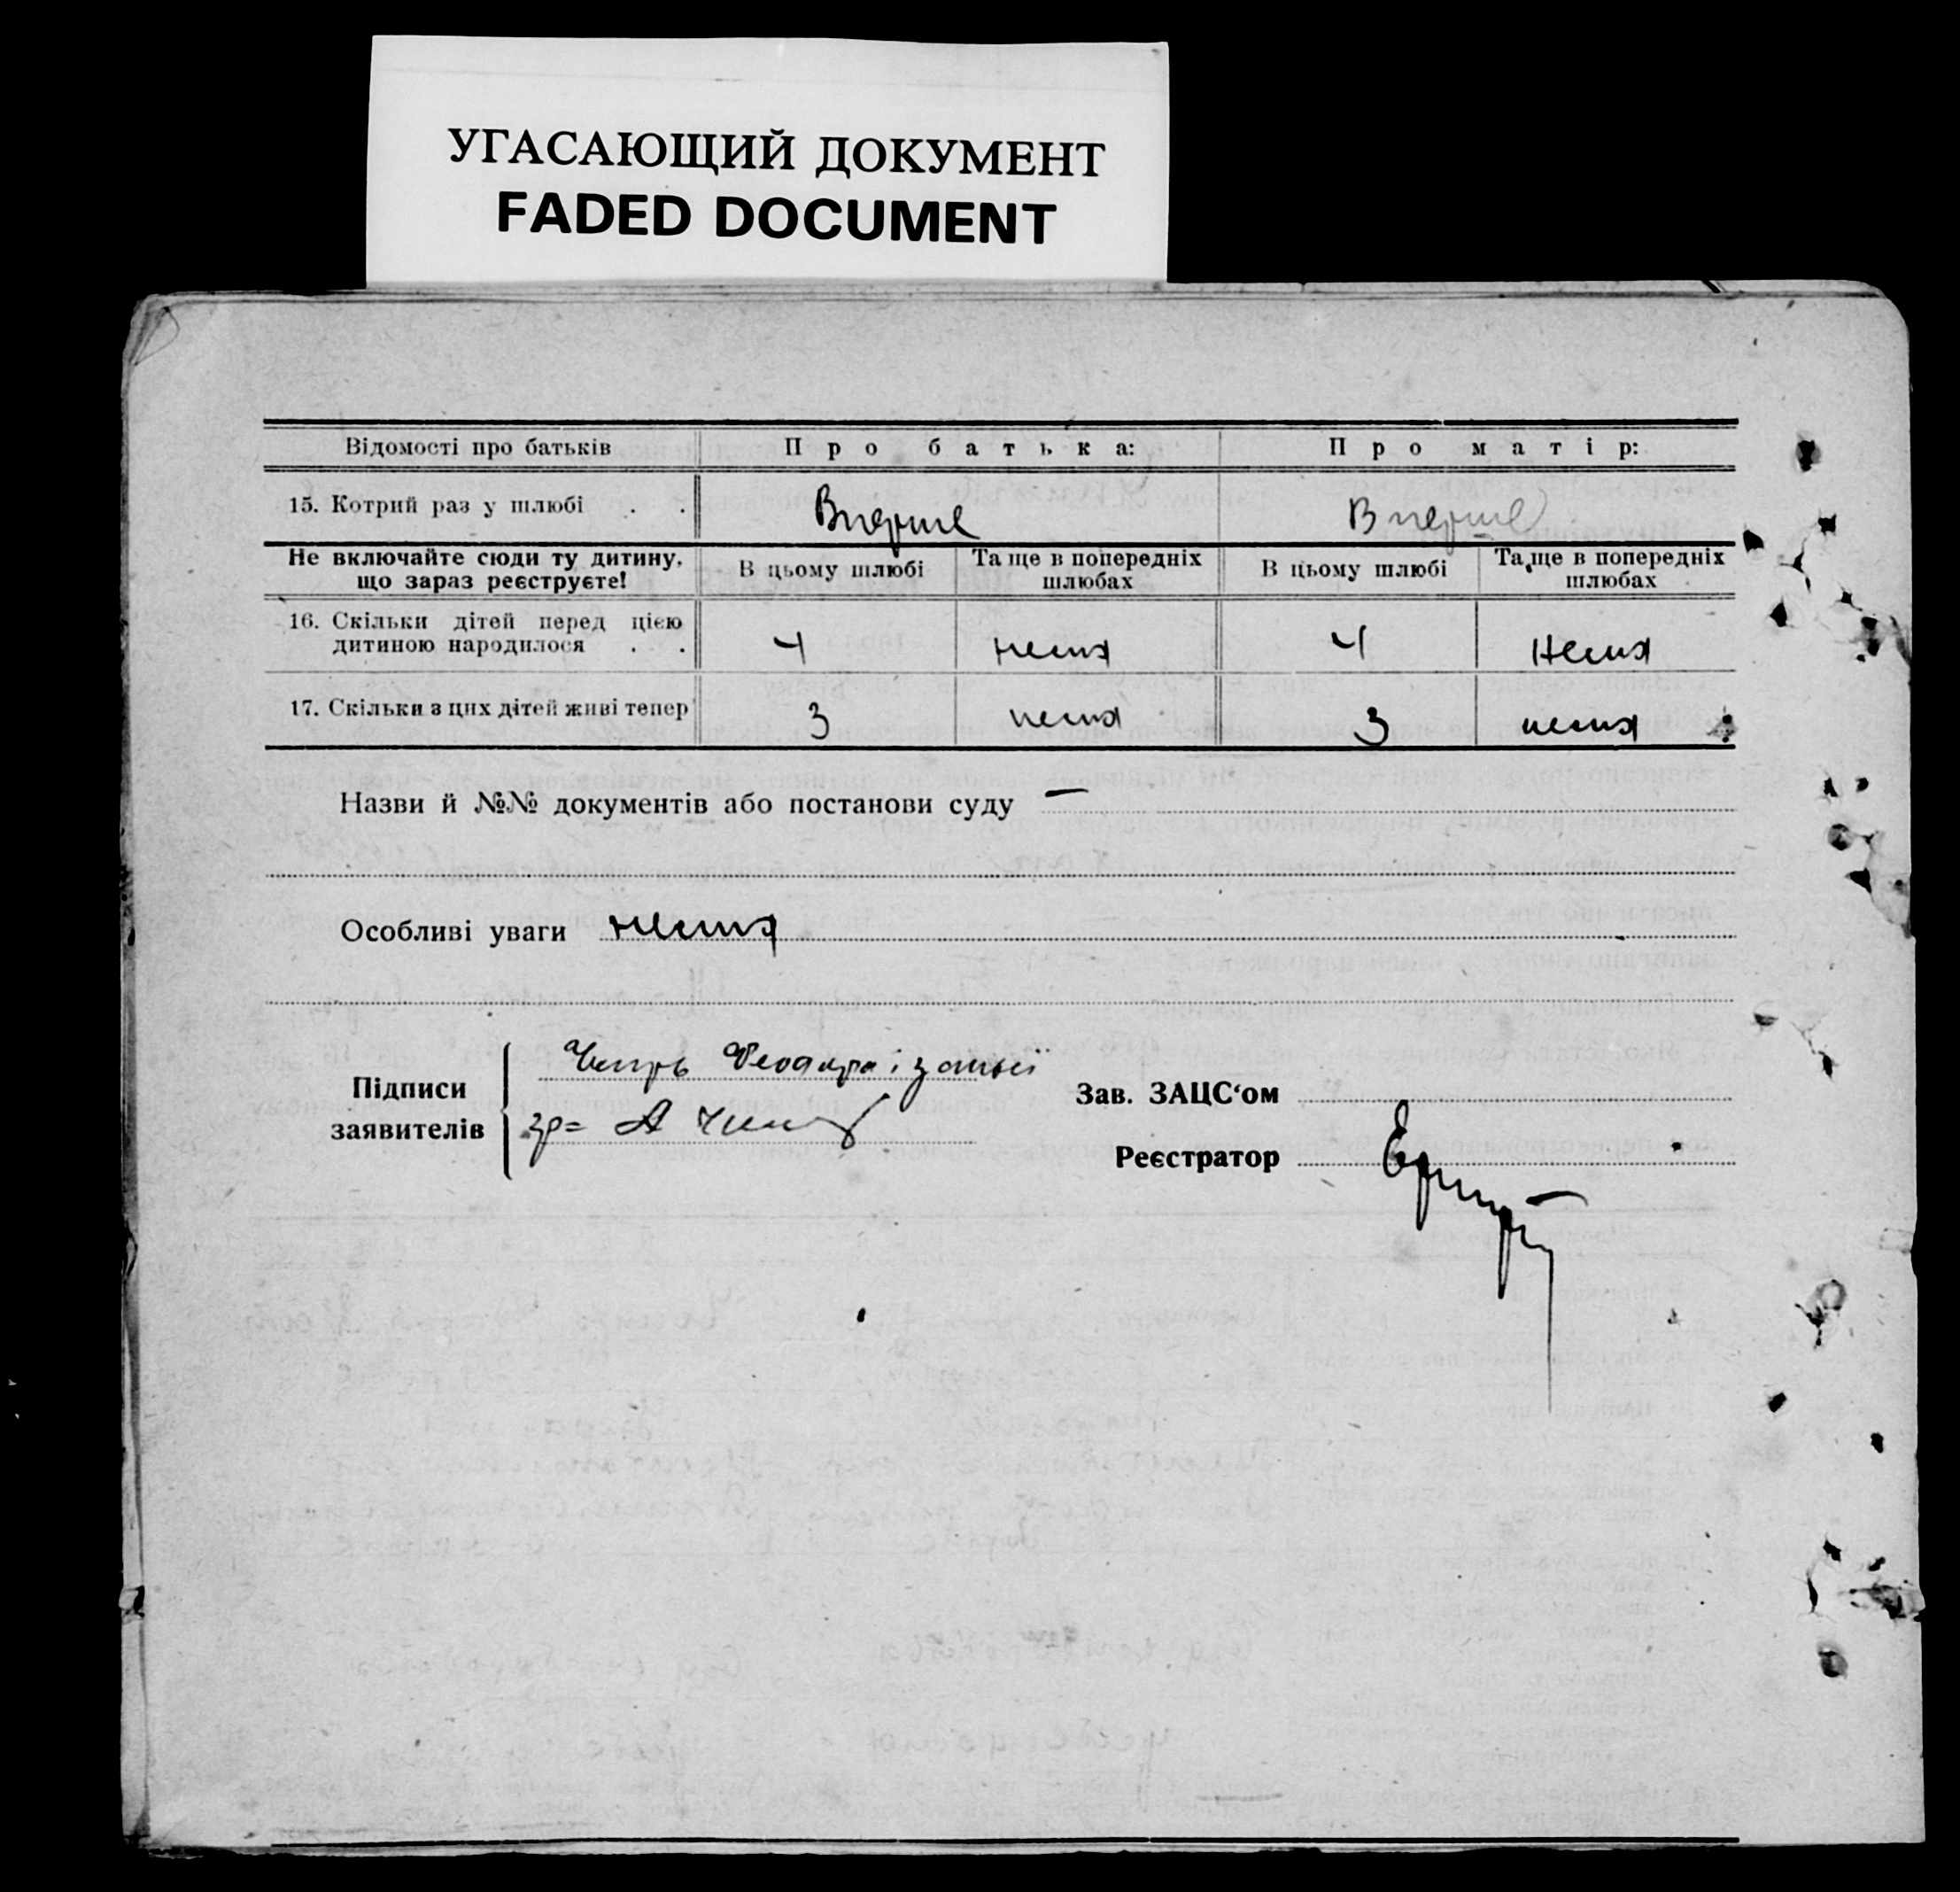 УГАСАЮЩИЙ ДОКУМЕНТ
FADED DOCUMENT
Відомості про батьків Про батька: Про матір:
15. Котрий раз у шлюбі . . Вперше Вперше
Не включайте сюди ту дитину, що зараз реєструєте! В цьому шлюбі Та ще в попередніх шлюбах В цьому шлюбі Та ще в попередніх шлюбах
16. Скільки дітей перед цією дитиною народилося . . 4 нема 4 Нема
17. Скільки з цих дітей живі тепер 3 нема 3 нема
Назви й №№ документів або постанови суду —
Особливі уваги нема
Підписи заявителів
зр= А
Зав. ЗАЦС‘ом
Реєстратор